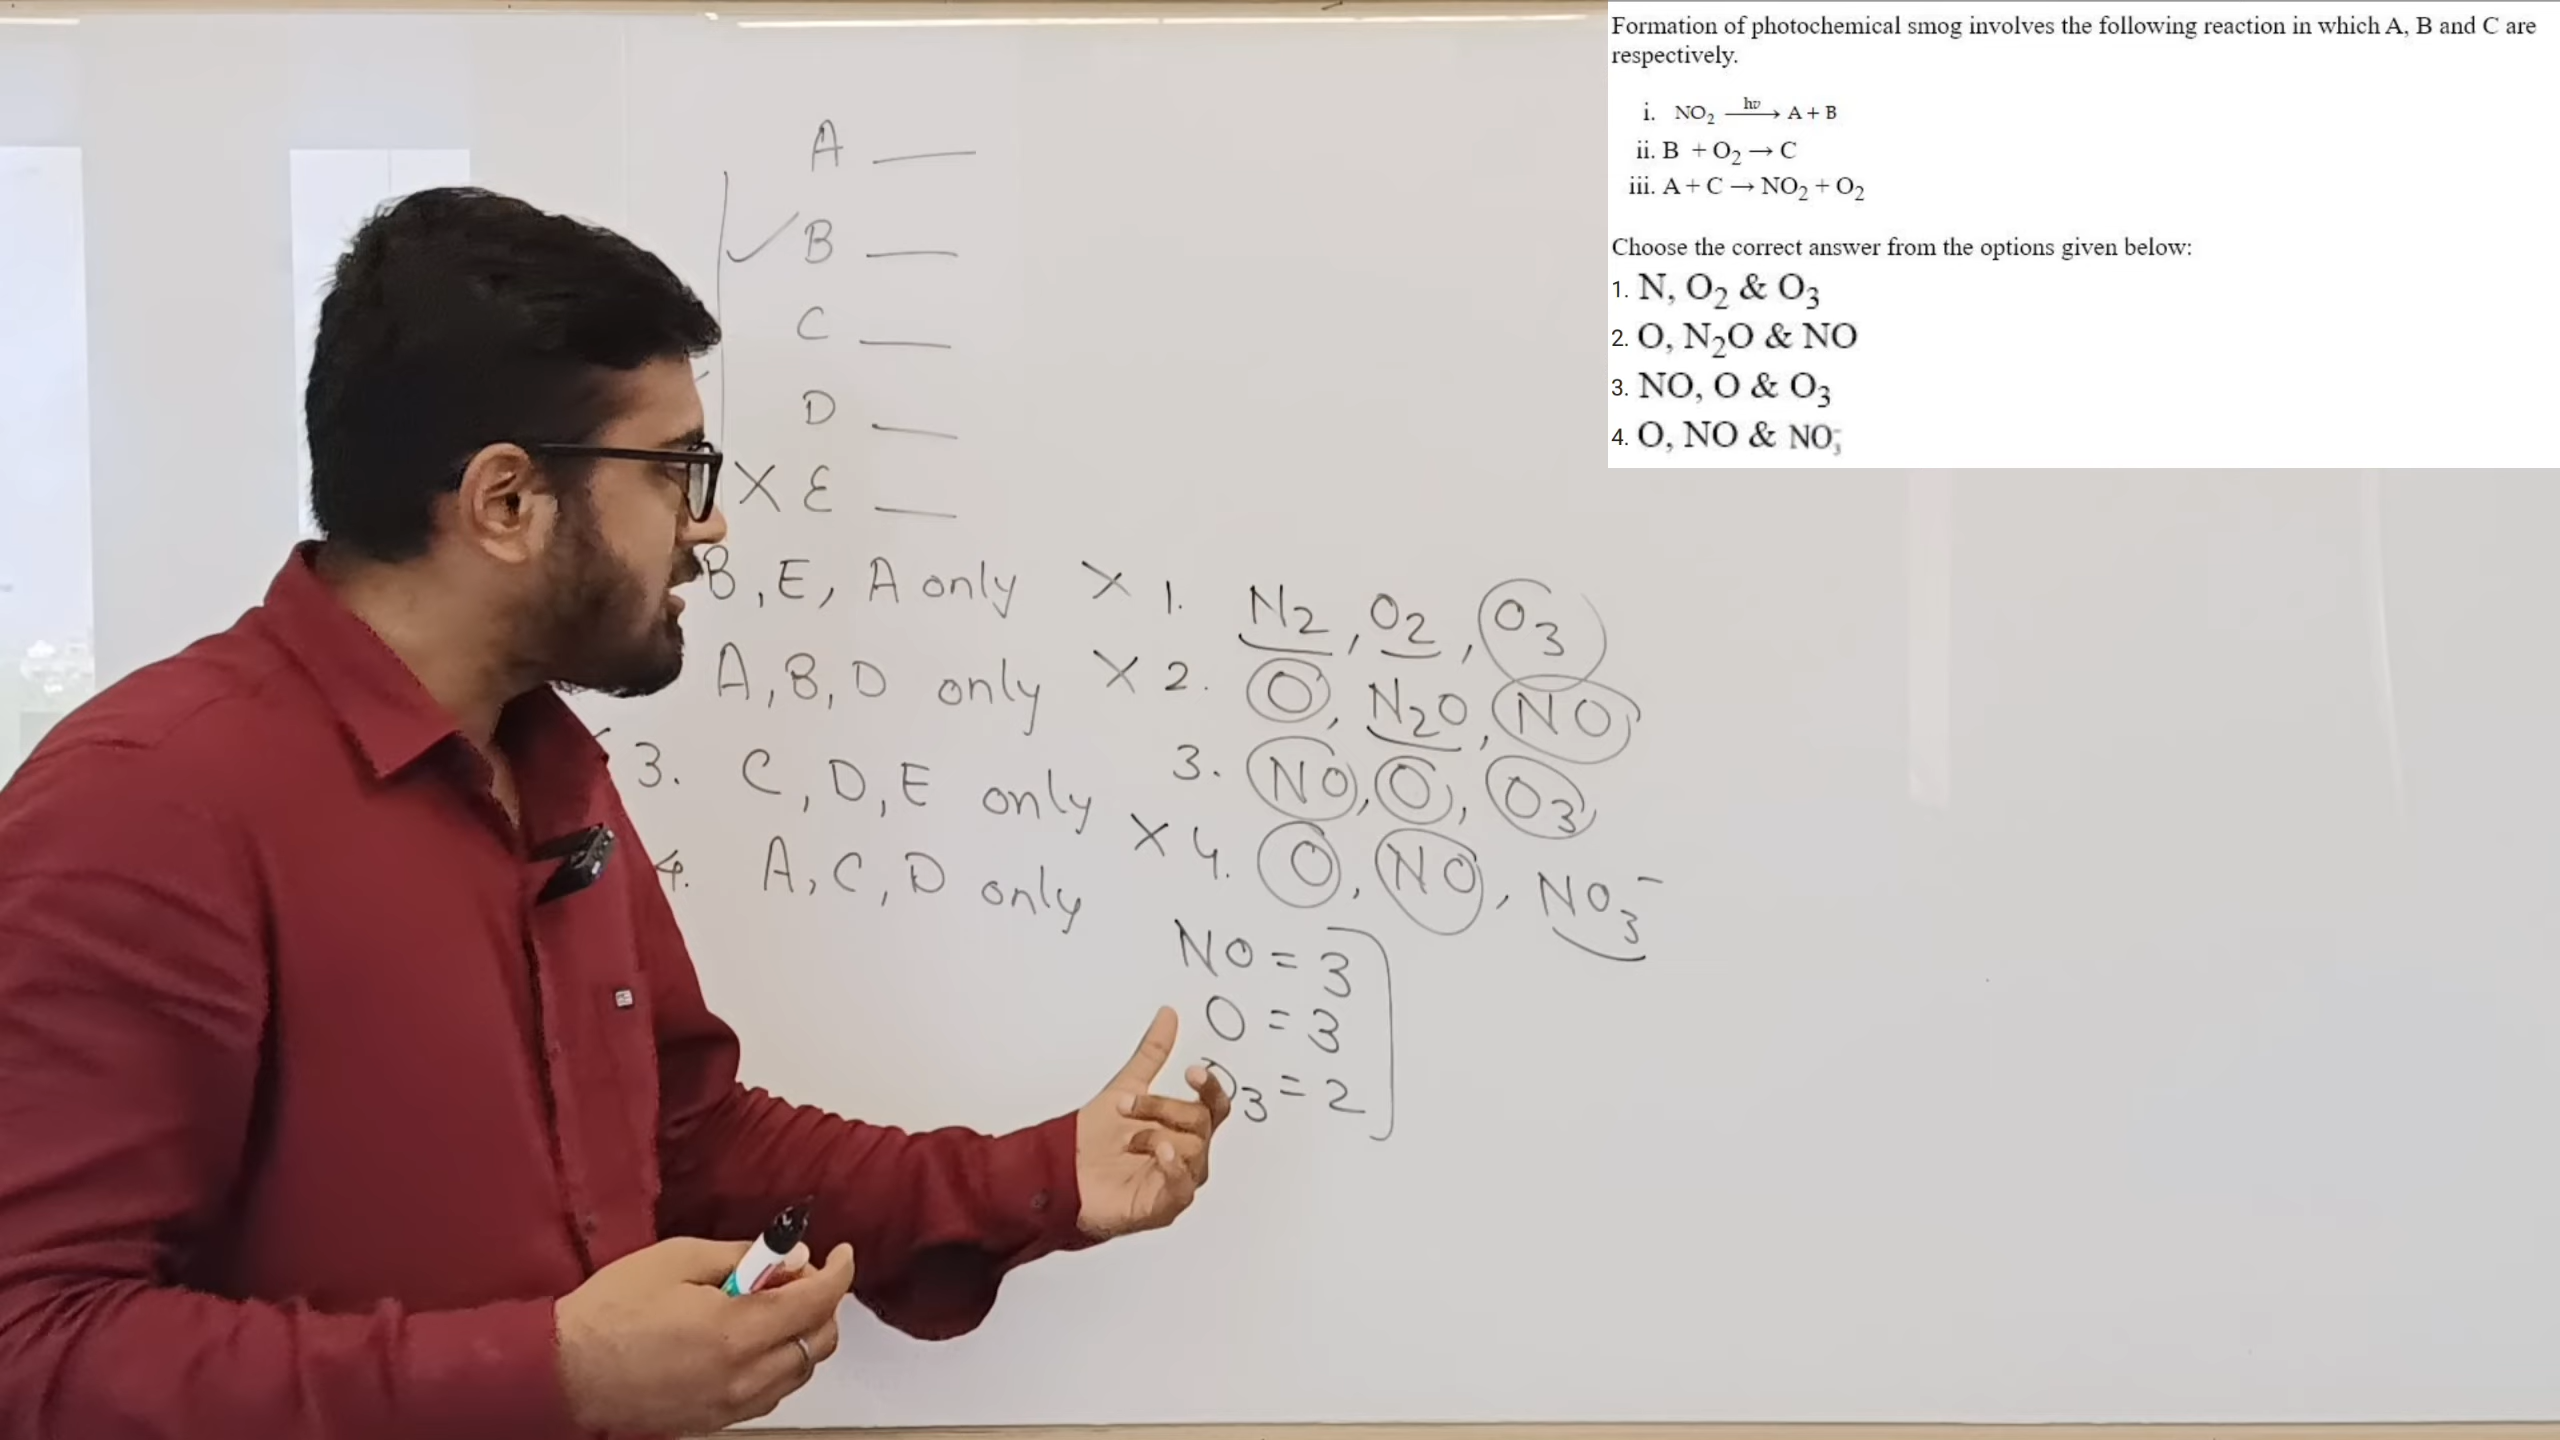 Formation of photochemical smog involves the following reaction in which A, B and C are
respectively.
i. NO₂ hυ → A + B
ii. B + O₂ → C
iii. A + C → NO₂ + O₂
Choose the correct answer from the options given below:
1. N, O₂ & O₃
2. O, N₂O & NO
3. NO, O & O₃
4. O, NO & NO₃⁻
A —
✓ B —
C —
D —
X E —
B, E, A only
A, B, D only
3. C, D, E only
4. A, C, D only
X 1. N₂, O₂, O₃
X 2. O, N₂O, NO
3. NO, O, O₃
X 4. O, NO, NO₃⁻
NO = 3
O = 3
O₃ = 2